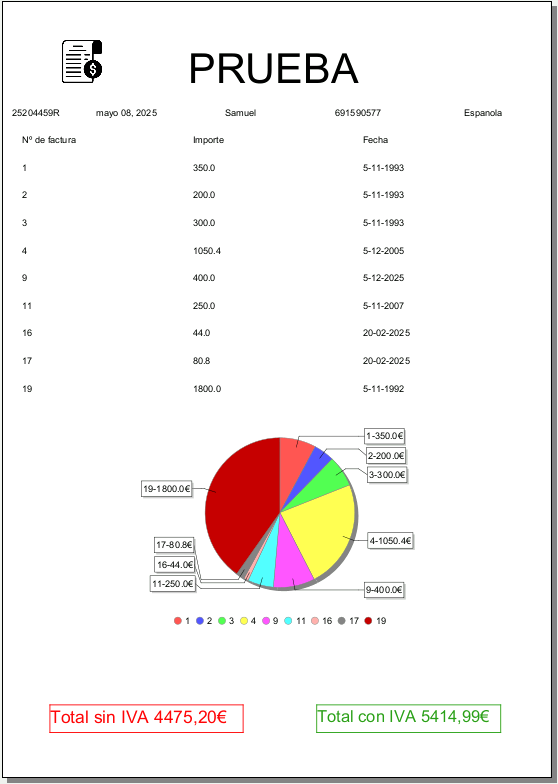 PRUEBA
25204459R mayo 08, 2025 Samuel 691590577 Espanola
Nº de factura Importe Fecha
1 350.0 5-11-1993
2 200.0 5-11-1993
3 300.0 5-11-1993
4 1050.4 5-12-2005
9 400.0 5-12-2025
11 250.0 5-11-2007
16 44.0 20-02-2025
17 80.8 20-02-2025
19 1800.0 5-11-1992
1-350.0€
2-200.0€
3-300.0€
19-1800.0€
4-1050.4€
17-80.8€
16-44.0€
11-250.0€
9-400.0€
1 2 3 4 9 11 16 17 19
Total sin IVA 4475,20€ Total con IVA 5414,99€